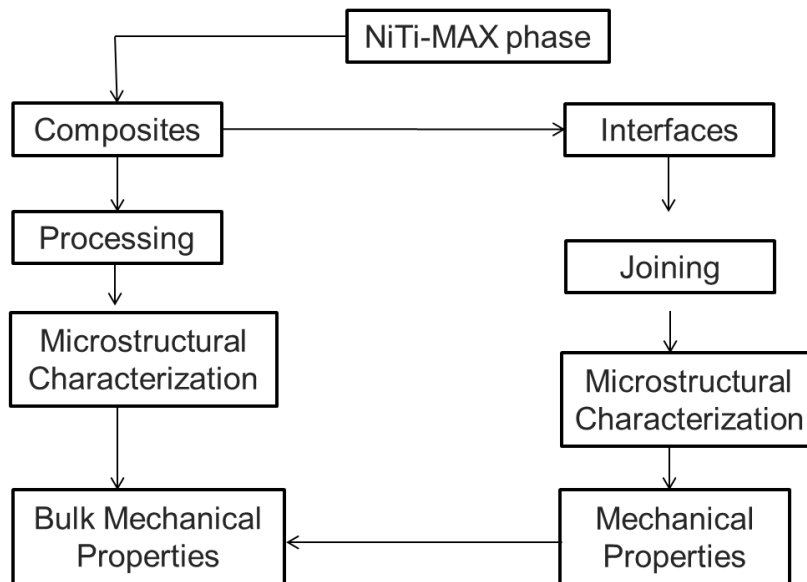 NiTi-MAX phase
Composites
Interfaces
Processing
Joining
Microstructural
Characterization
Microstructural
Characterization
Bulk Mechanical
Properties
Mechanical
Properties